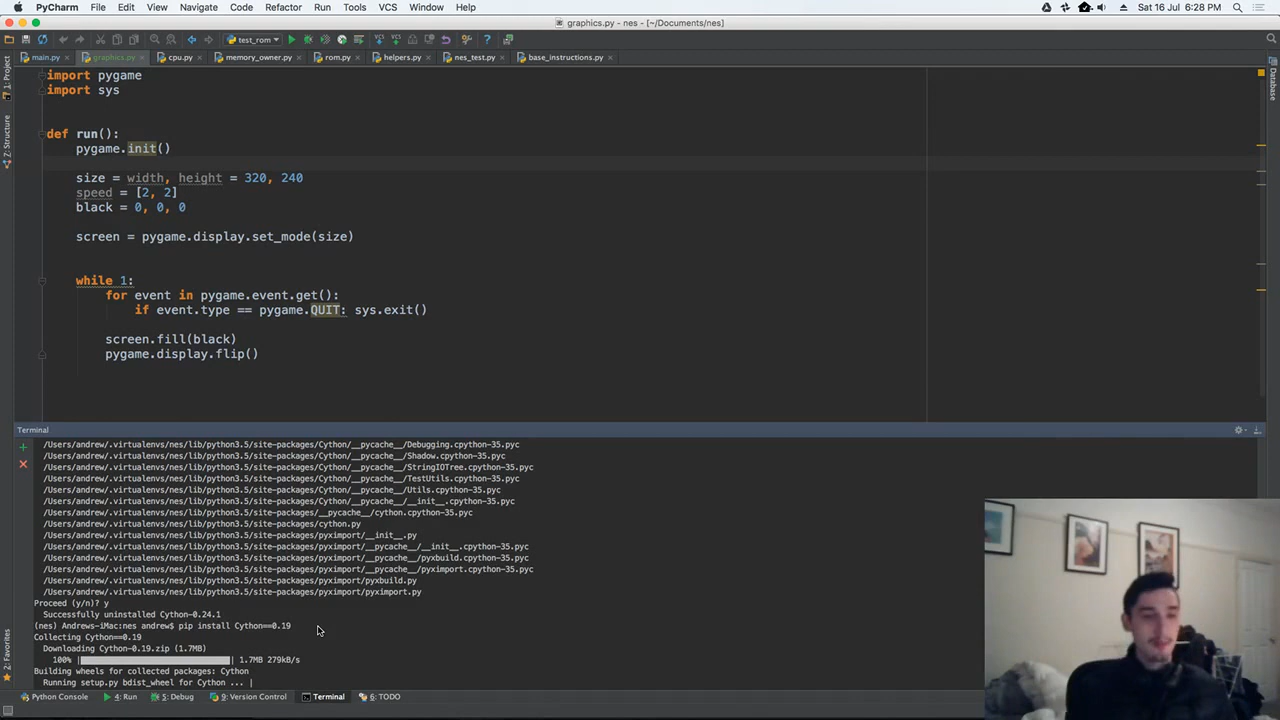 PyCharm File Edit View Navigate Code Refactor Run Tools VCS Window Help Sat 16 Jul 6:28 PM
graphics.py - nes - [~/Documents/nes]
test_rom
main.py graphics.py cpu.py memory_owner.py rom.py helpers.py nes_test.py base_instructions.py
1: Project
Z: Structure
2: Favorites
Database
import pygame
import sys
def run():
pygame.init()
size = width, height = 320, 240
speed = [2, 2]
black = 0, 0, 0
screen = pygame.display.set_mode(size)
while 1:
for event in pygame.event.get():
if event.type == pygame.QUIT: sys.exit()
screen.fill(black)
pygame.display.flip()
Terminal
/Users/andrew/.virtualenvs/nes/lib/python3.5/site-packages/Cython/__pycache__/Debugging.cpython-35.pyc
/Users/andrew/.virtualenvs/nes/lib/python3.5/site-packages/Cython/__pycache__/Shadow.cpython-35.pyc
/Users/andrew/.virtualenvs/nes/lib/python3.5/site-packages/Cython/__pycache__/StringIOTree.cpython-35.pyc
/Users/andrew/.virtualenvs/nes/lib/python3.5/site-packages/Cython/__pycache__/TestUtils.cpython-35.pyc
/Users/andrew/.virtualenvs/nes/lib/python3.5/site-packages/Cython/__pycache__/Utils.cpython-35.pyc
/Users/andrew/.virtualenvs/nes/lib/python3.5/site-packages/Cython/__pycache__/__init__.cpython-35.pyc
/Users/andrew/.virtualenvs/nes/lib/python3.5/site-packages/__pycache__/cython.cpython-35.pyc
/Users/andrew/.virtualenvs/nes/lib/python3.5/site-packages/cython.py
/Users/andrew/.virtualenvs/nes/lib/python3.5/site-packages/pyximport/__init__.py
/Users/andrew/.virtualenvs/nes/lib/python3.5/site-packages/pyximport/__pycache__/__init__.cpython-35.pyc
/Users/andrew/.virtualenvs/nes/lib/python3.5/site-packages/pyximport/__pycache__/pyxbuild.cpython-35.pyc
/Users/andrew/.virtualenvs/nes/lib/python3.5/site-packages/pyximport/__pycache__/pyximport.cpython-35.pyc
/Users/andrew/.virtualenvs/nes/lib/python3.5/site-packages/pyximport/pyxbuild.py
/Users/andrew/.virtualenvs/nes/lib/python3.5/site-packages/pyximport/pyximport.py
Proceed (y/n)? y
Successfully uninstalled Cython-0.24.1
(nes) Andrews-iMac:nes andrew$ pip install Cython==0.19
Collecting Cython==0.19
Downloading Cython-0.19.zip (1.7MB)
100% || 1.7MB 279kB/s
Building wheels for collected packages: Cython
Running setup.py bdist_wheel for Cython ... |
Python Console 4: Run 5: Debug 9: Version Control Terminal 6: TODO